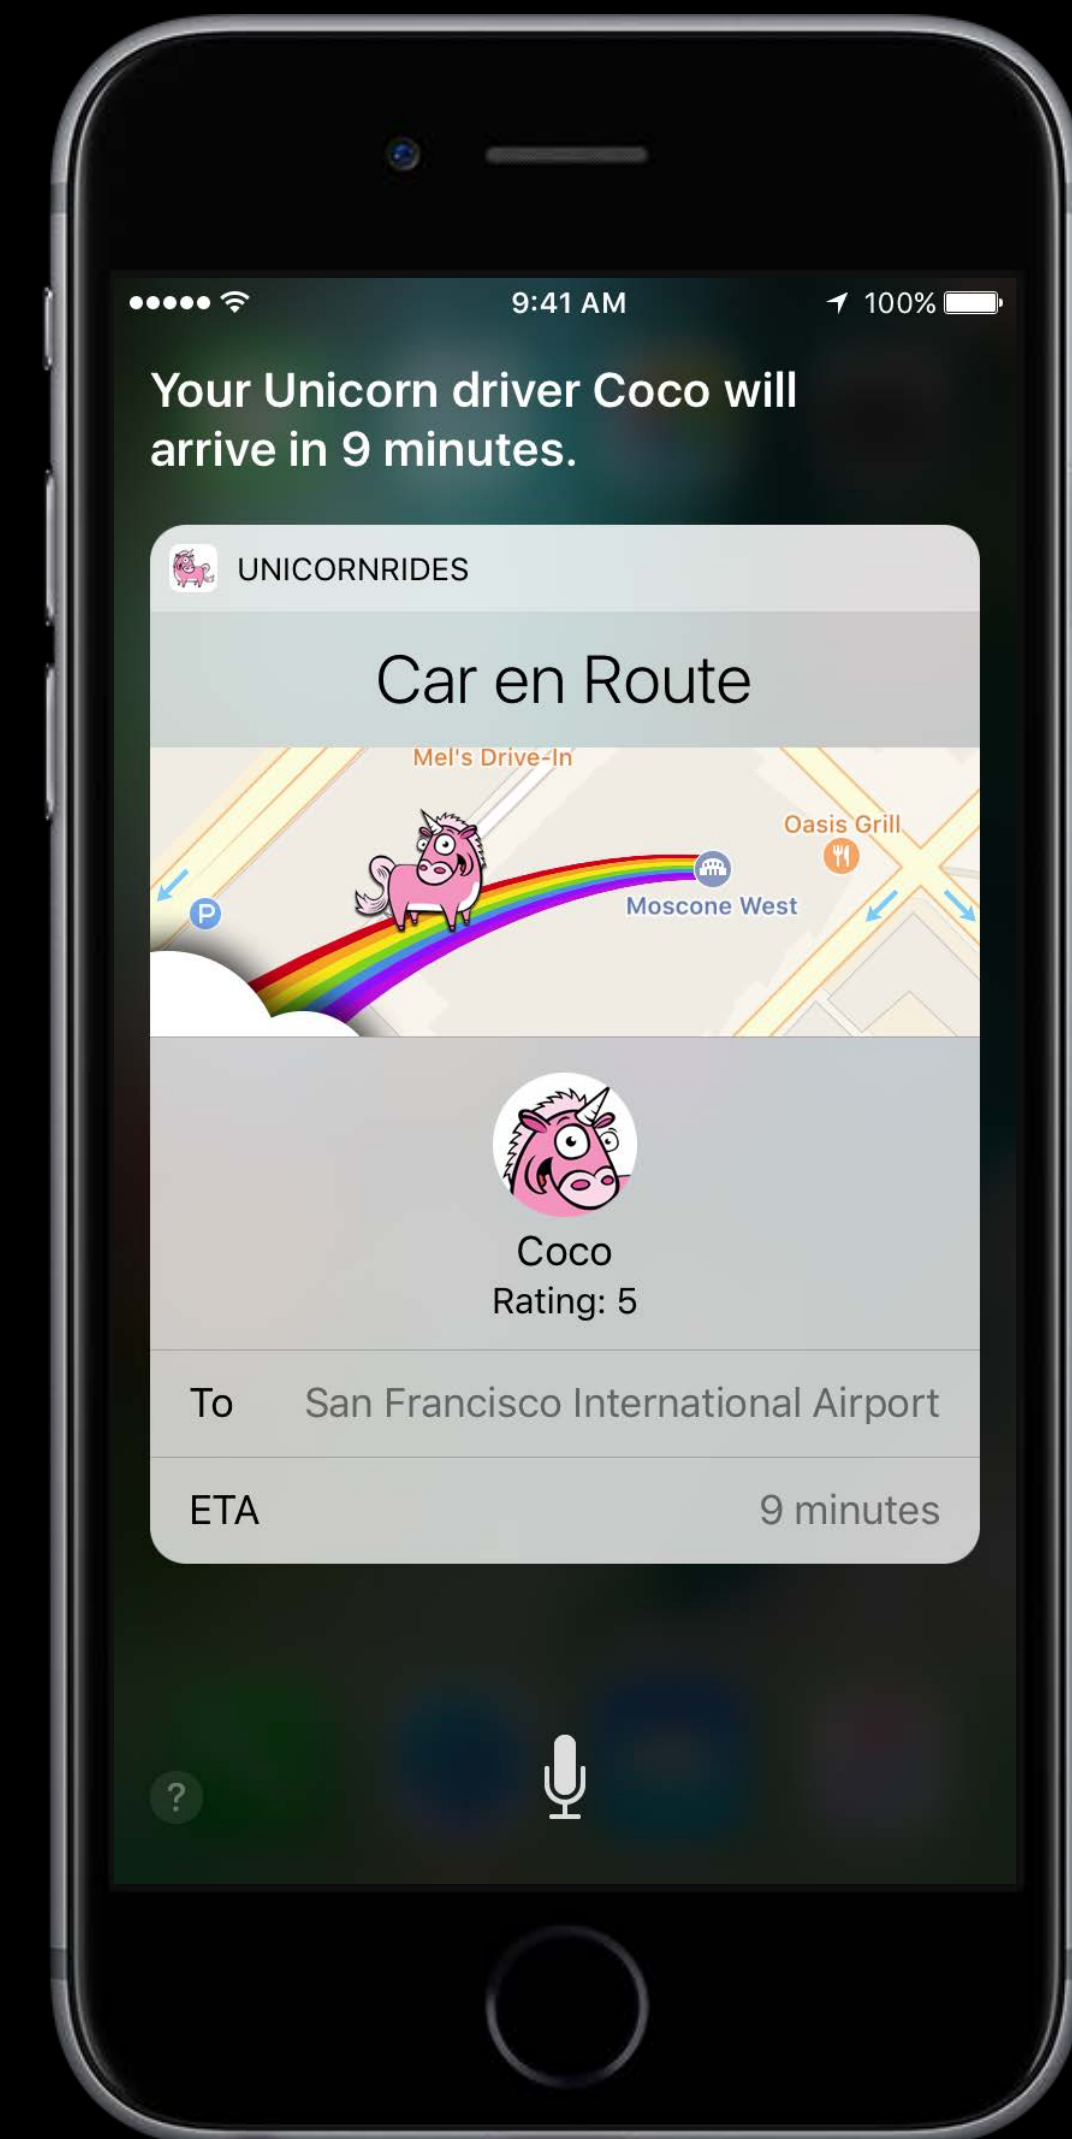 9:41 AM
100%
Your Unicorn driver Coco will
arrive in 9 minutes.
UNICORNRIDES
Car en Route
Mel's Drive-In
Oasis Grill
P
Moscone West
Coco
Rating: 5
To San Francisco International Airport
ETA 9 minutes
?